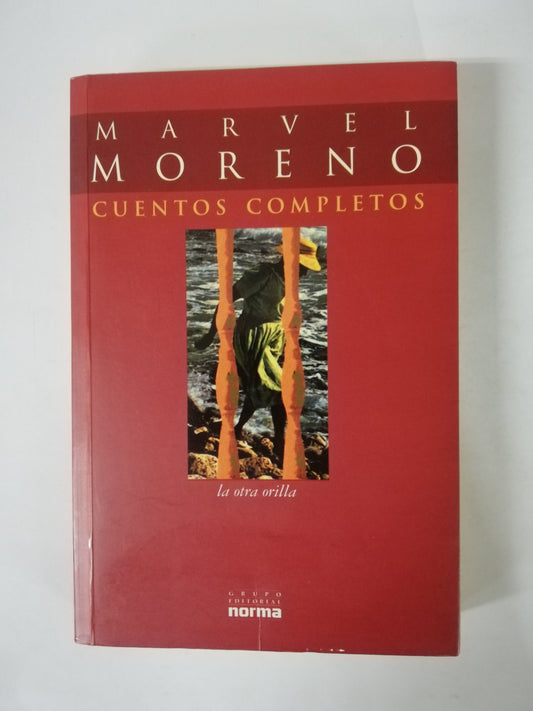 MARVEL
MORENO
CUENTOS COMPLETOS
la otra orilla
GRUPO
EDITORIAL
norma